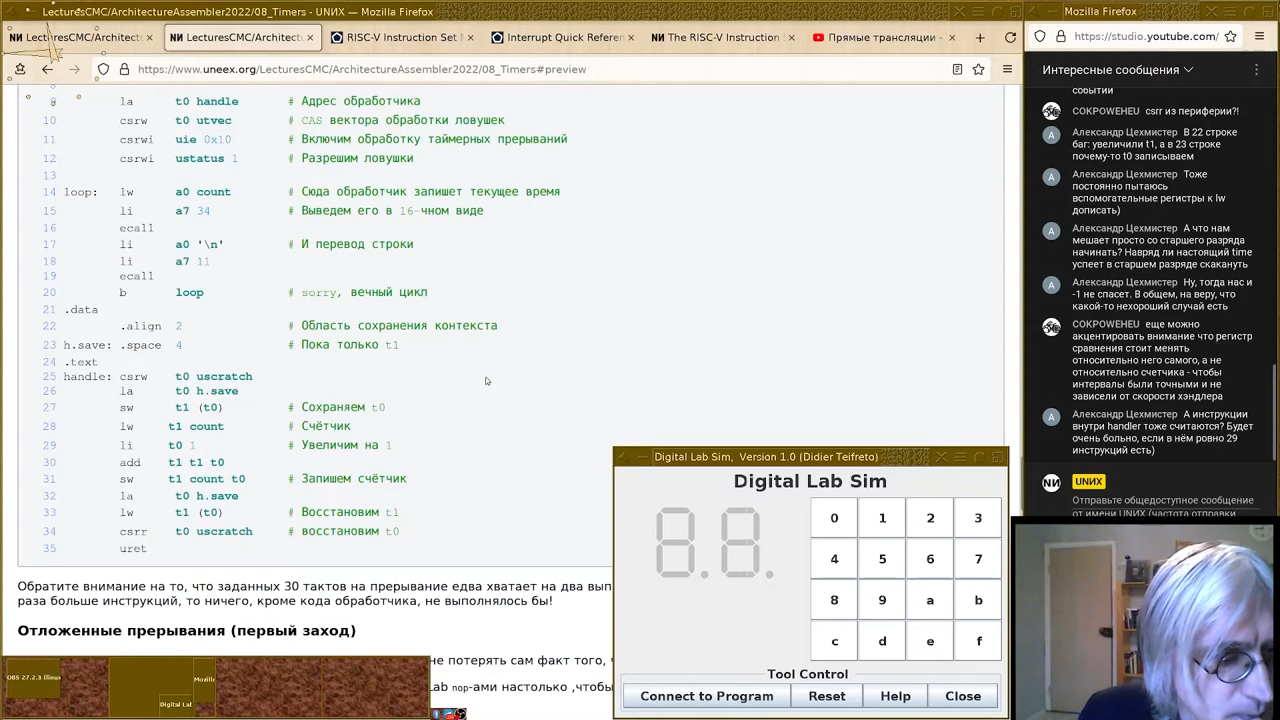 LecturesCMC/ArchitectureAssembler2022/08_Timers - UNИX — Mozilla Firefox
Mozilla Firefox
LecturesCMC/Architect
LecturesCMC/Architect
RISC-V Instruction Set M
Interrupt Quick Referen
The RISC-V Instruction
Прямые трансляции -
https://www.uneex.org/LecturesCMC/ArchitectureAssembler2022/08_Timers#preview
https://studio.youtube.com/
9 la t0 handle # Адрес обработчика
10 csrw t0 utvec # CAS вектора обработки ловушек
11 csrwi uie 0x10 # Включим обработку таймерных прерываний
12 csrwi ustatus 1 # Разрешим ловушки
13
14 loop: lw a0 count # Сюда обработчик запишет текущее время
15 li a7 34 # Выведем его в 16-чном виде
16 ecall
17 li a0 '\n' # И перевод строки
18 li a7 11
19 ecall
20 b loop # sorry, вечный цикл
21 .data
22 .align 2 # Область сохранения контекста
23 h.save: .space 4 # Пока только t1
24 .text
25 handle: csrw t0 uscratch
26 la t0 h.save
27 sw t1 (t0) # Сохраняем t0
28 lw t1 count # Счётчик
29 li t0 1 # Увеличим на 1
30 add t1 t1 t0
31 sw t1 count t0 # Запишем счётчик
32 la t0 h.save
33 lw t1 (t0) # Восстановим t1
34 csrr t0 uscratch # восстановим t0
35 uret
Обратите внимание на то, что заданных 30 тактов на прерывание едва хватает на два вып
раза больше инструкций, то ничего, кроме кода обработчика, не выполнялось бы!
Отложенные прерывания (первый заход)
не потерять сам факт того,
Lab nop-ами настолько ,чтобы
OBS 27.2.3 (linux
Mozill
Digital Lat
Digital Lab Sim, Version 1.0 (Didier Teifreto)
Digital Lab Sim
8.8.
0 1 2 3
4 5 6 7
8 9 a b
c d e f
Tool Control
Connect to Program Reset Help Close
Интересные сообщения
событий
COKPOWEHEU csrr из периферии?!
Александр Цехмистер В 22 строке
баг: увеличили t1, а в 23 строке
почему-то t0 записываем
Александр Цехмистер Тоже
постоянно пытаюсь
вспомогательные регистры к lw
дописать)
Александр Цехмистер А что нам
мешает просто со старшего разряда
начинать? Навряд ли настоящий time
успеет в старшем разряде скакануть
Александр Цехмистер Ну, тогда нас и
-1 не спасет. В общем, на веру, что
какой-то нехороший случай есть
COKPOWEHEU еще можно
акцентировать внимание что регистр
сравнения стоит менять
относительно него самого, а не
относительно счетчика - чтобы
интервалы были точными и не
зависели от скорости хэндлера
Александр Цехмистер А инструкции
внутри handler тоже считаются? Будет
очень больно, если в нём ровно 29
инструкций есть)
UNИX
Отправьте общедоступное сообщение
от имени UNИX (частота отправки